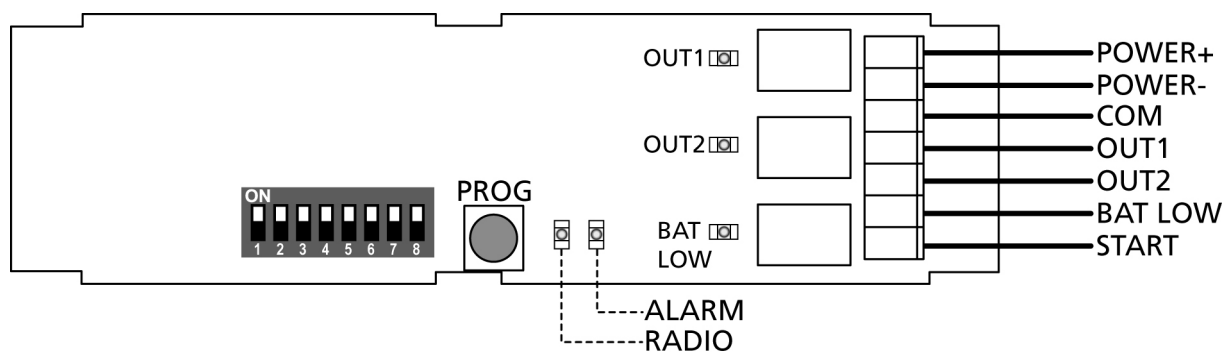 OUT1
POWER+
POWER-
COM
OUT1
OUT2
OUT2
BAT LOW
START
ON
1 2 3 4 5 6 7 8
PROG
BAT
LOW
ALARM
RADIO